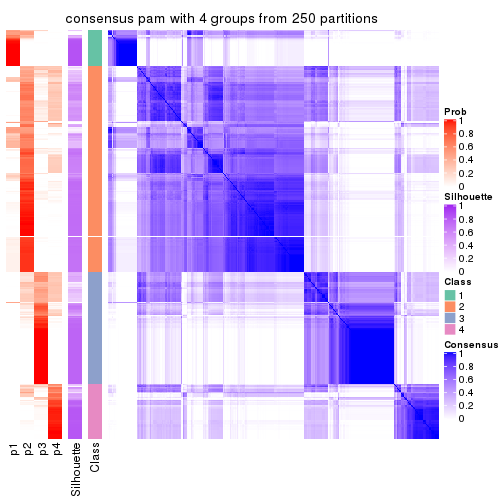 consensus pam with 4 groups from 250 partitions
p1
p2
p3
p4
Silhouette
Class
Prob
1
0.8
0.6
0.4
0.2
0
Silhouette
1
0.8
0.6
0.4
0.2
0
Class
1
2
3
4
Consensus
1
0.8
0.6
0.4
0.2
0